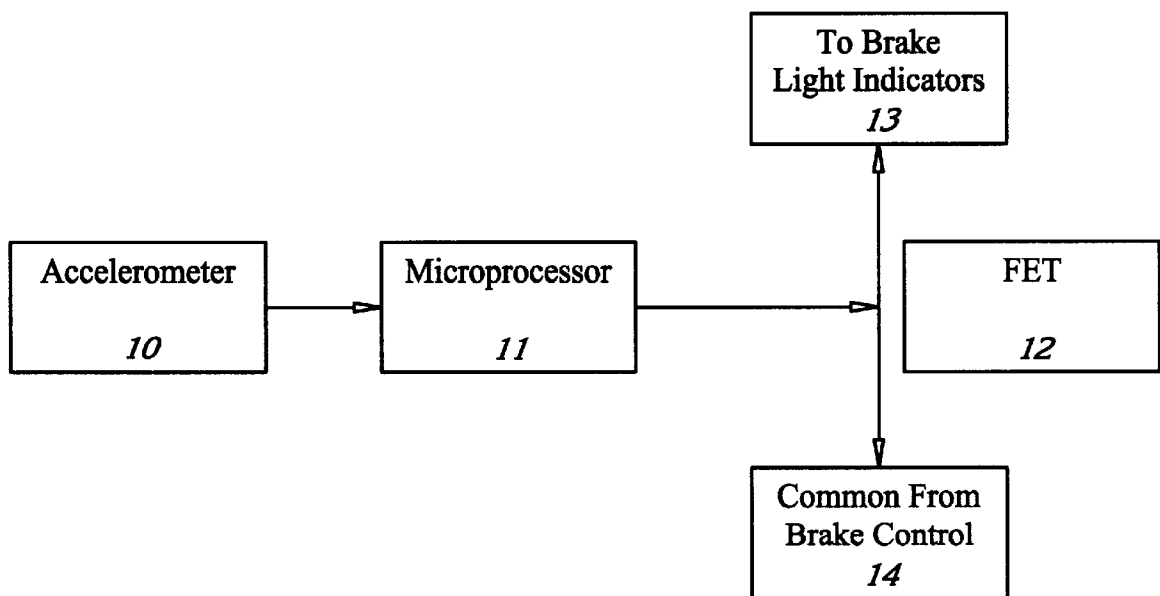 To Brake
Light Indicators
13
Accelerometer
10
Microprocessor
11
FET
12
Common From
Brake Control
14